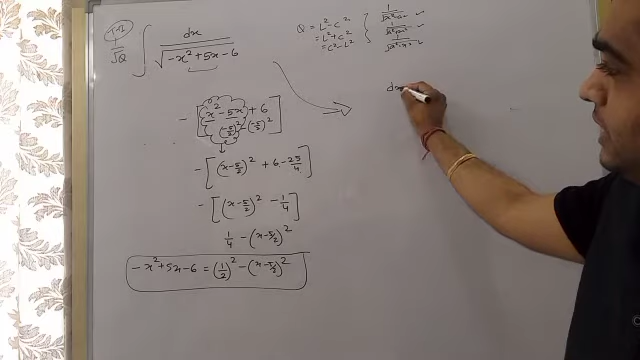 T-II
1/√Q ∫ dx/√(-x²+5x-6)
Q = L²-C²
= L²+C²
= C²-L²
- [x²-5x+6
(-5/2)² -(-5/2)²]
- [(x-5/2)² + 6 - 25/4]
- [(x-5/2)² - 1/4]
1/4 - (x-5/2)²
-x²+5x-6 = (1/2)² - (x-5/2)²
dx